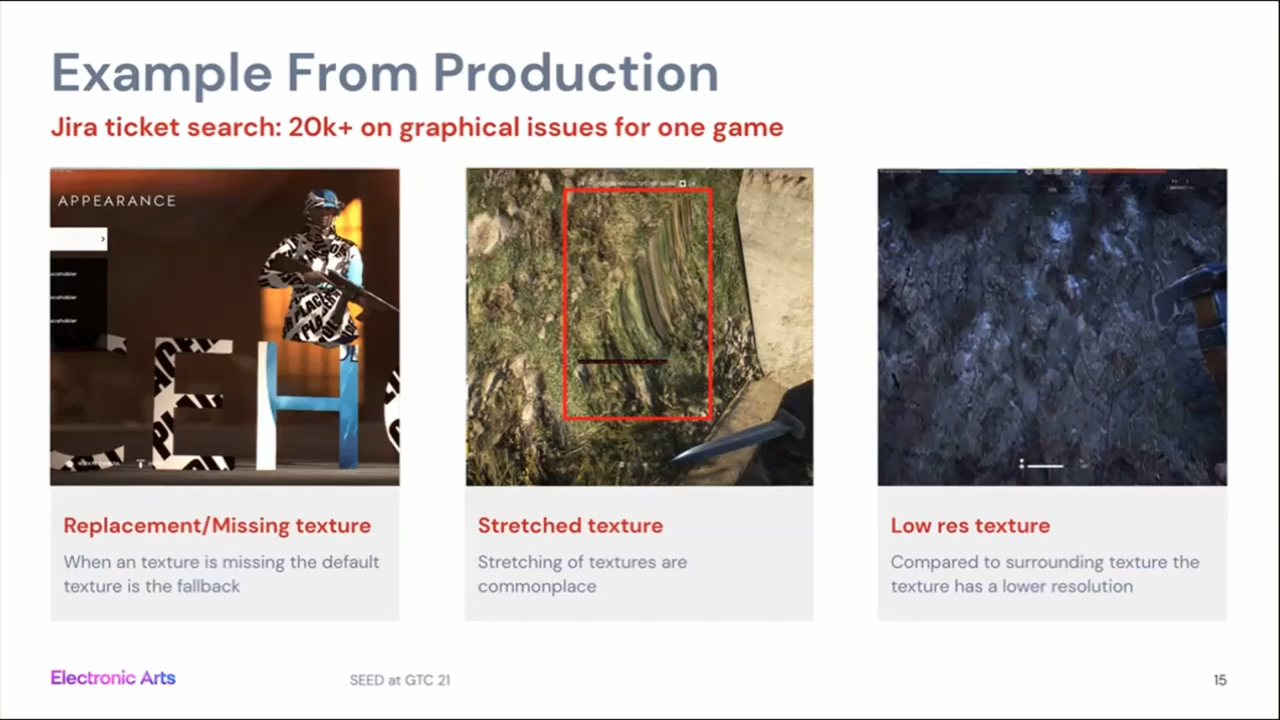 Example From Production
Jira ticket search: 20k+ on graphical issues for one game
APPEARANCE
Replacement/Missing texture
When an texture is missing the default
texture is the fallback
Stretched texture
Stretching of textures are
commonplace
Low res texture
Compared to surrounding texture the
texture has a lower resolution
Electronic Arts
SEED at GTC 21
15